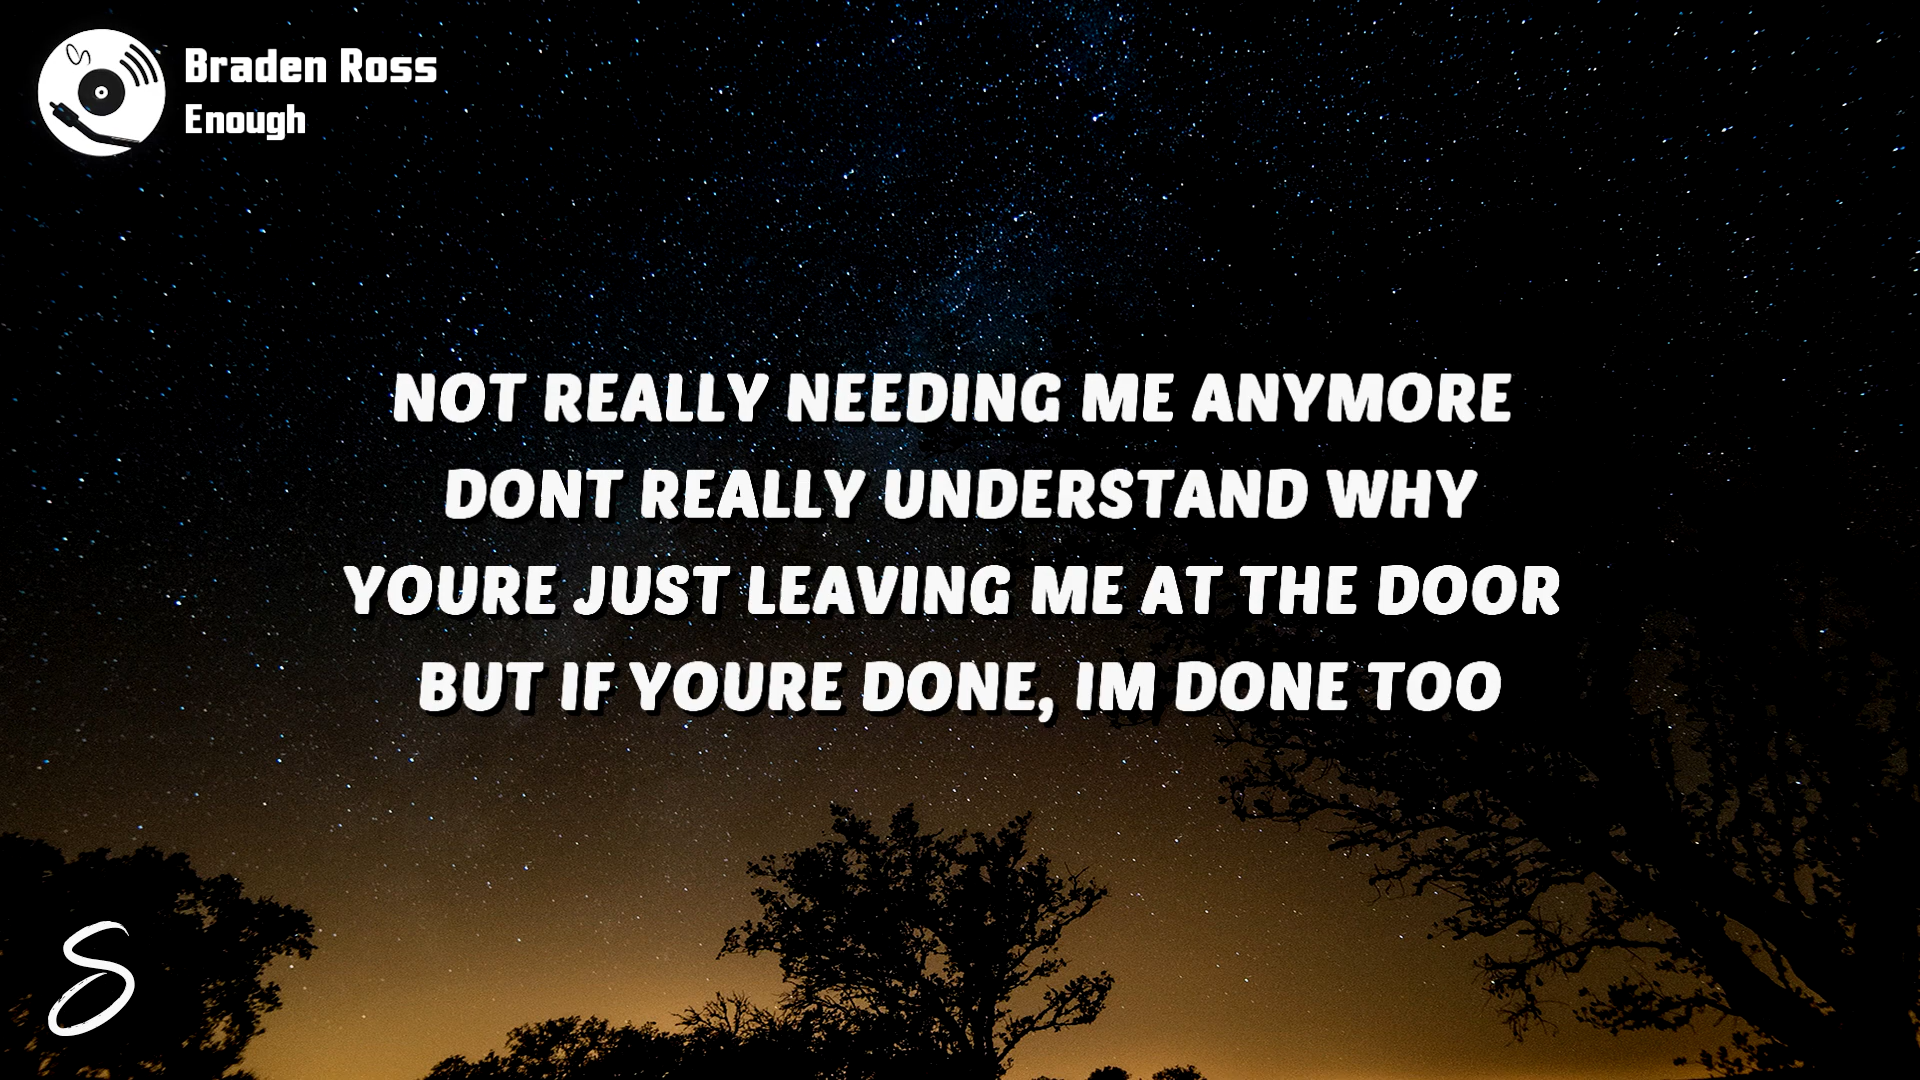 Braden Ross
Enough
NOT REALLY NEEDING ME ANYMORE
DONT REALLY UNDERSTAND WHY
YOURE JUST LEAVING ME AT THE DOOR
BUT IF YOURE DONE, IM DONE TOO
S